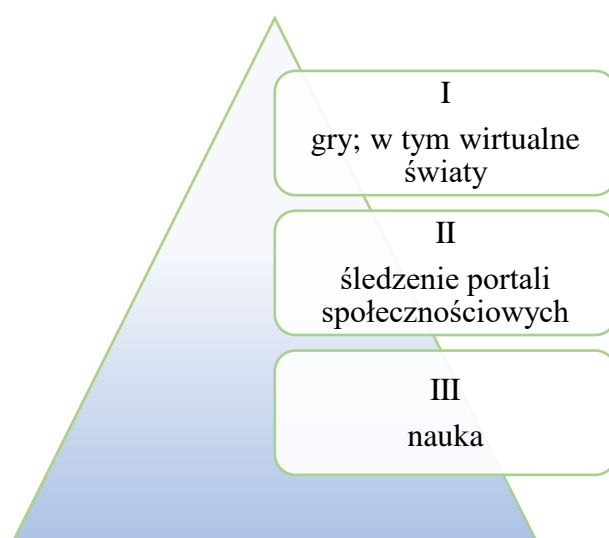 I
gry; w tym wirtualne
światy
II
śledzenie portali
społecznościowych
III
nauka